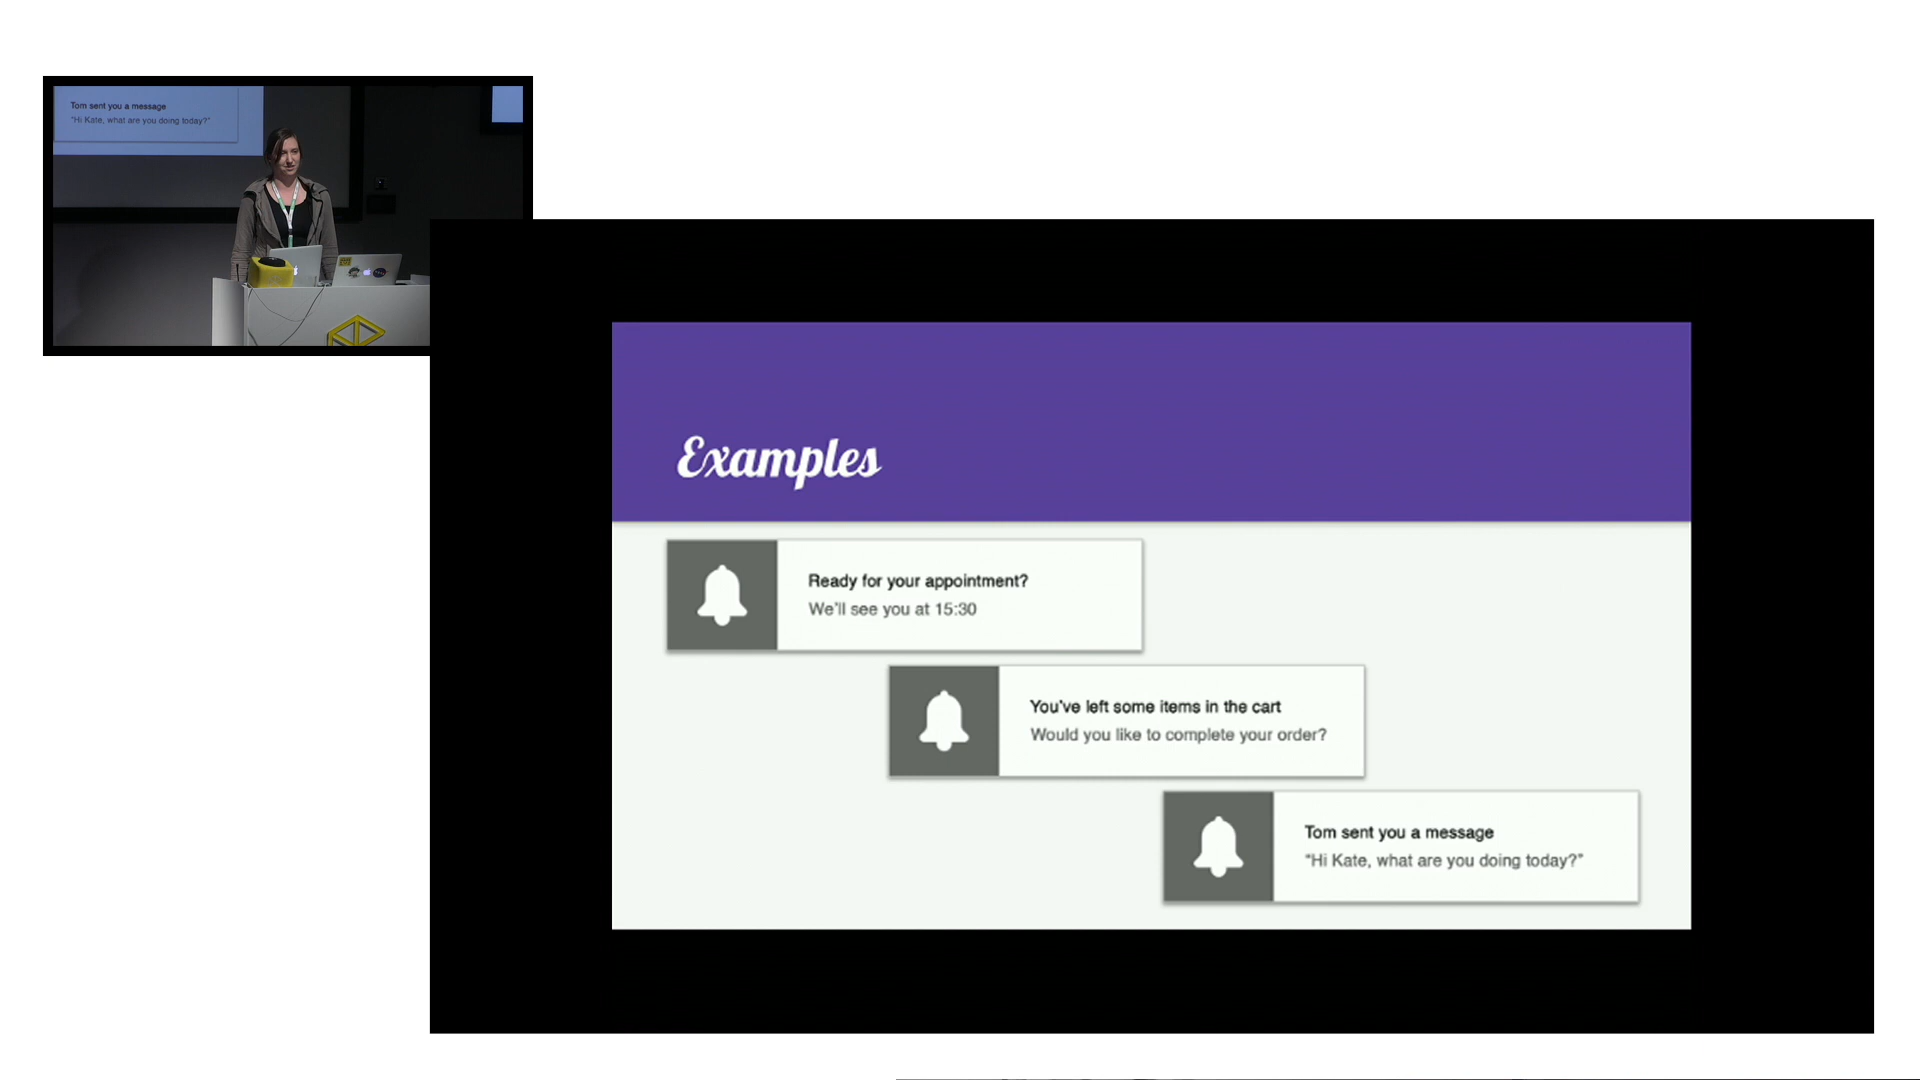 Tom sent you a message
"Hi Kate, what are you doing today?"
Examples
Ready for your appointment?
We'll see you at 15:30
You've left some items in the cart
Would you like to complete your order?
Tom sent you a message
"Hi Kate, what are you doing today?"